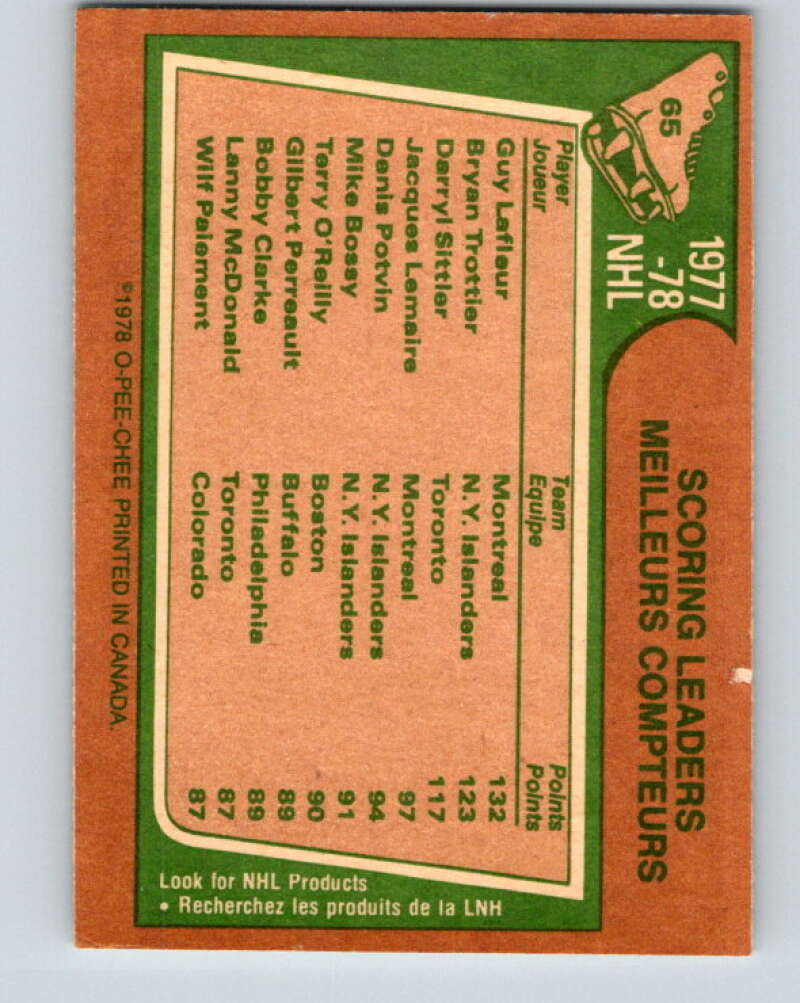 65
1977
-78
NHL
SCORING LEADERS
MEILLEURS COMPTEURS
Player Team Points
Joueur Equipe Points
Guy Lafleur Montreal 132
Bryan Trottier N.Y. Islanders 123
Darryl Sittler Toronto 117
Jacques Lemaire Montreal 97
Denis Potvin N.Y. Islanders 94
Mike Bossy N.Y. Islanders 91
Terry O'Reilly Boston 90
Gilbert Perreault Buffalo 89
Bobby Clarke Philadelphia 89
Lanny McDonald Toronto 87
Wilf Paiement Colorado 87
©1978 O-PEE-CHEE PRINTED IN CANADA.
Look for NHL Products
• Recherchez les produits de la LNH